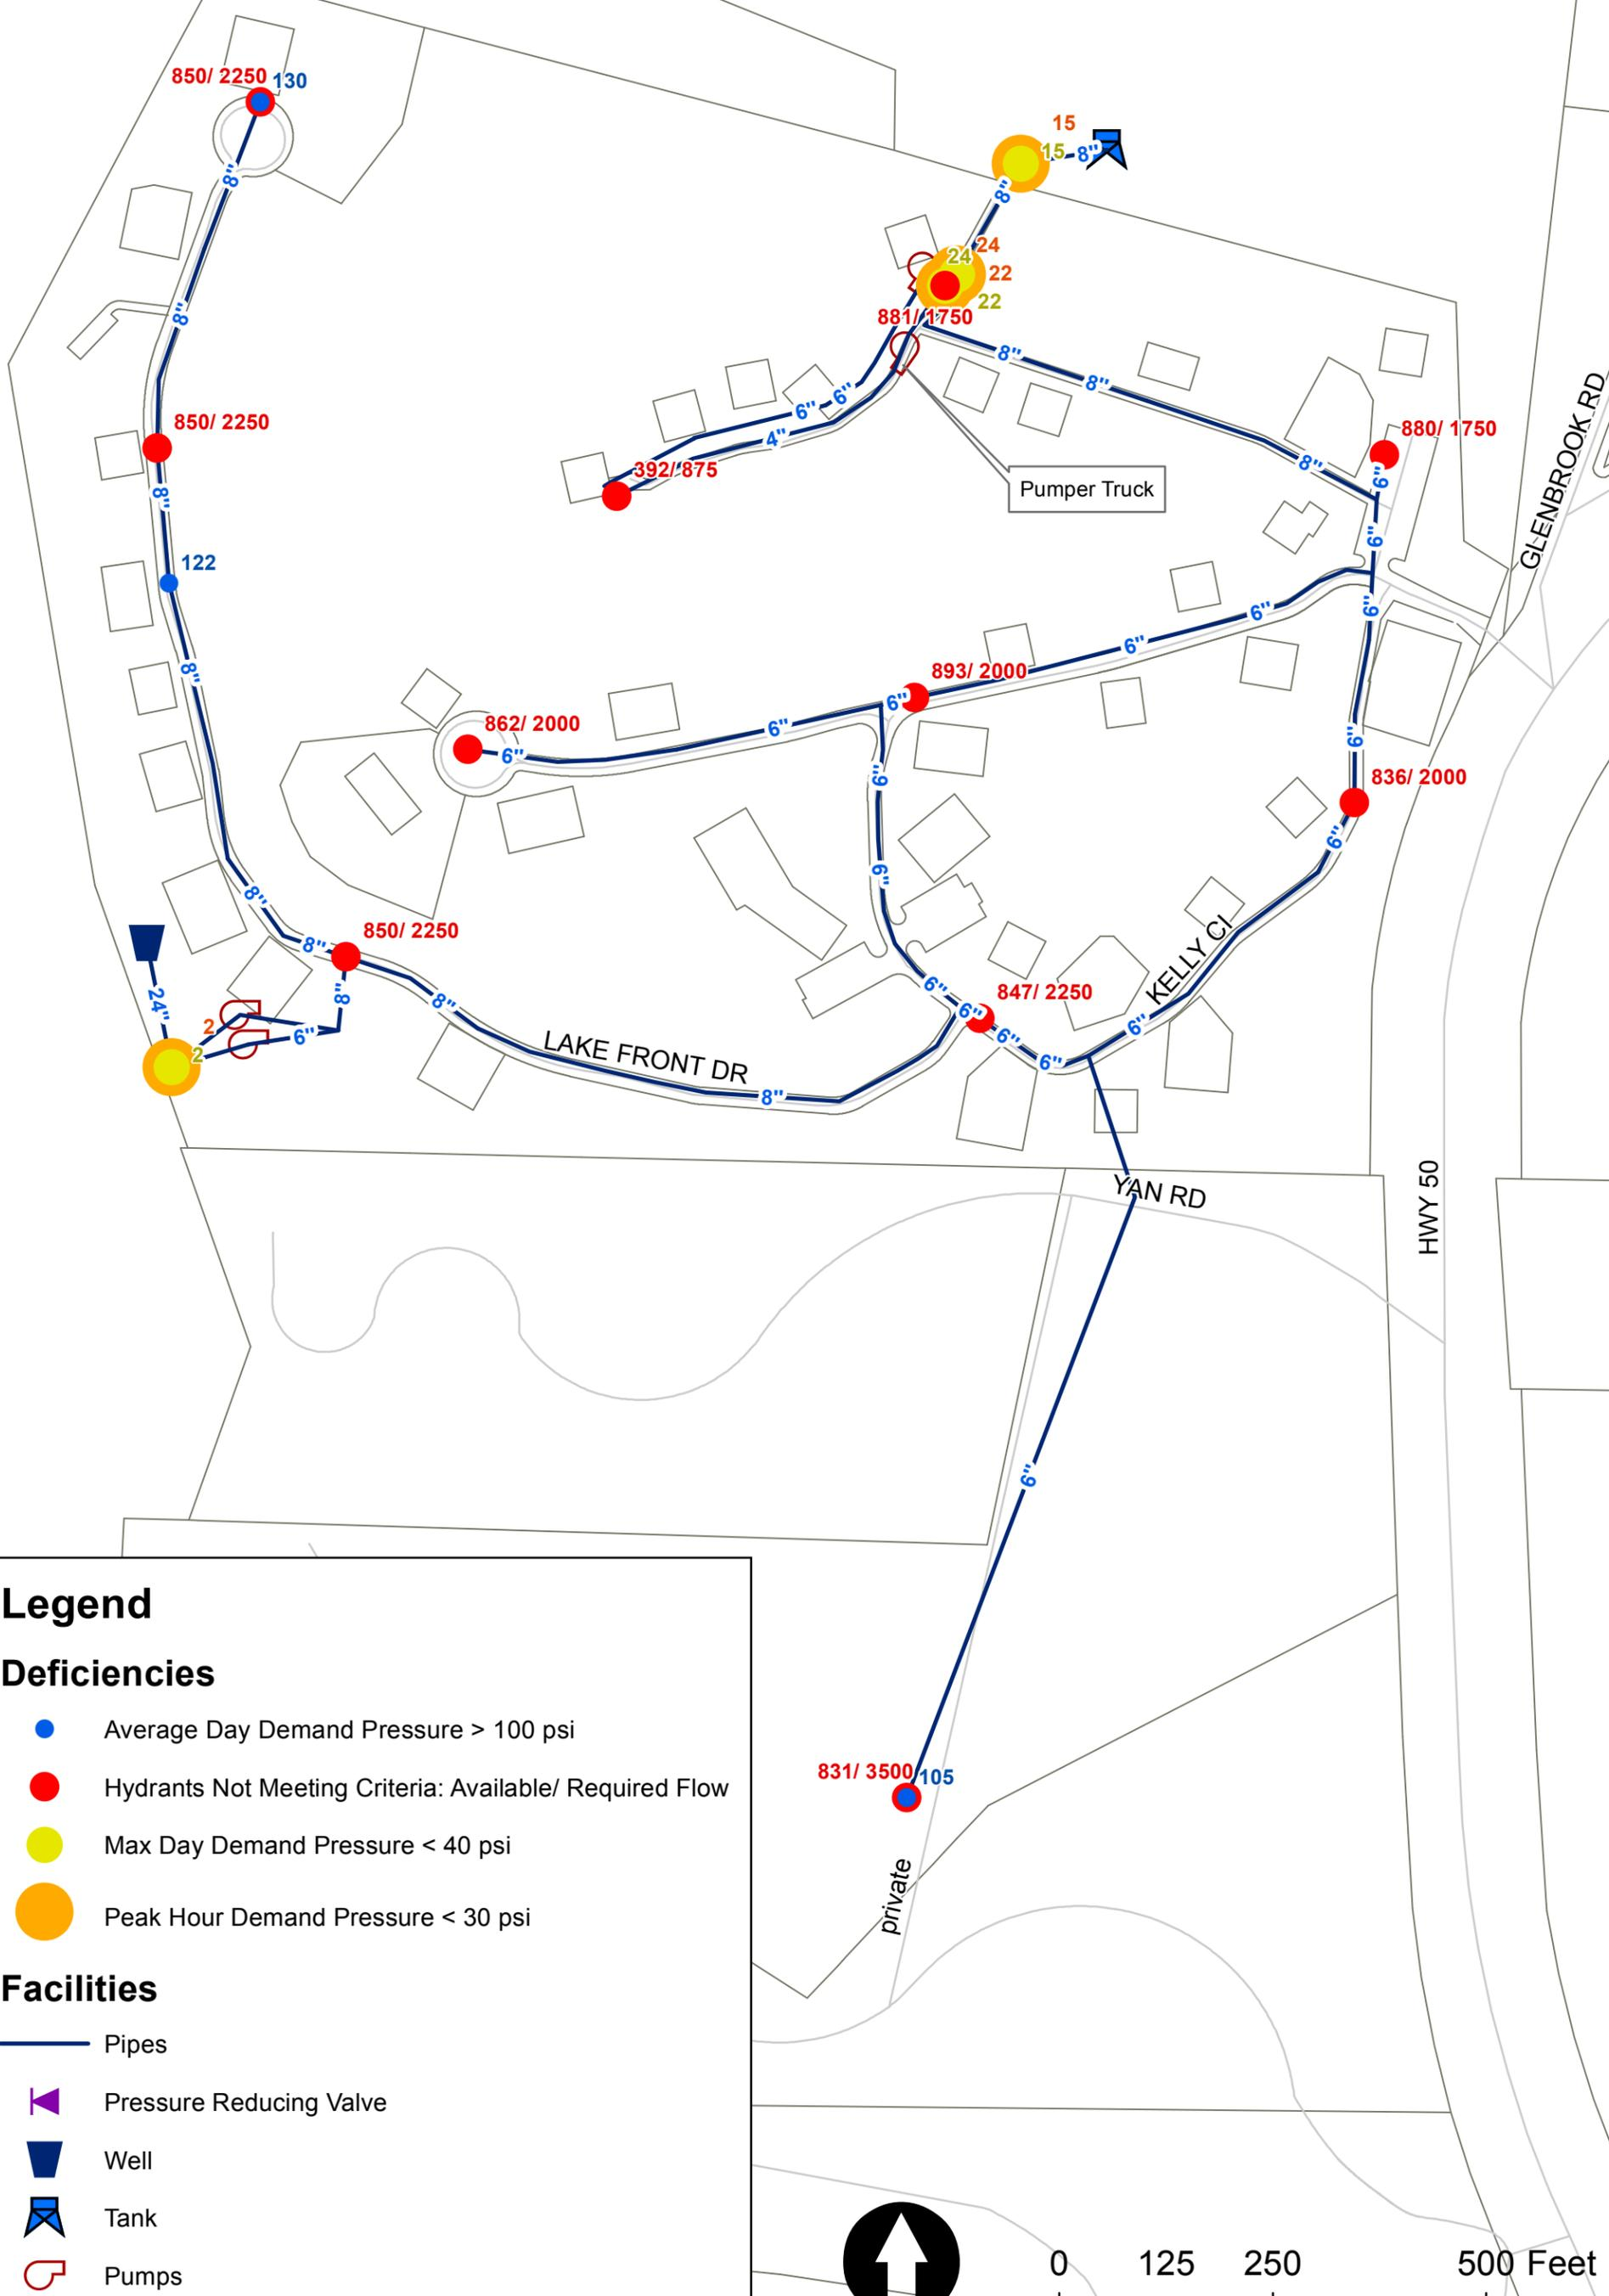 850/ 2250
130
8"
15
15
8"
8"
24
24
22
22
881/ 1750
8"
8"
8"
8"
6"
6"
4"
850/ 2250
392/ 875
880/ 1750
6"
Pumper Truck
GLENBROOK RD
8"
6"
122
6"
6"
6"
8"
893/ 2000
6"
6"
862/ 2000
6"
6"
6"
836/ 2000
6"
6"
8"
8"
850/ 2250
KELLY CI
24"
8"
8"
6"
847/ 2250
6"
6"
6"
6"
2
2
6"
LAKE FRONT DR
8"
YAN RD
HWY 50
6"
831/ 3500
105
private
Legend
Deficiencies
Average Day Demand Pressure > 100 psi
Hydrants Not Meeting Criteria: Available/ Required Flow
Max Day Demand Pressure < 40 psi
Peak Hour Demand Pressure < 30 psi
Facilities
Pipes
Pressure Reducing Valve
Well
Tank
Pumps
0 125 250 500 Feet